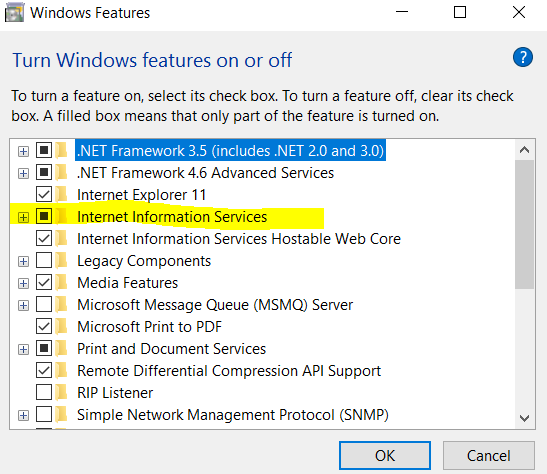 Windows Features
Turn Windows features on or off
?
To turn a feature on, select its check box. To turn a feature off, clear its check
box. A filled box means that only part of the feature is turned on.
.NET Framework 3.5 (includes .NET 2.0 and 3.0)
.NET Framework 4.6 Advanced Services
Internet Explorer 11
Internet Information Services
Internet Information Services Hostable Web Core
Legacy Components
Media Features
Microsoft Message Queue (MSMQ) Server
Microsoft Print to PDF
Print and Document Services
Remote Differential Compression API Support
RIP Listener
Simple Network Management Protocol (SNMP)
OK
Cancel